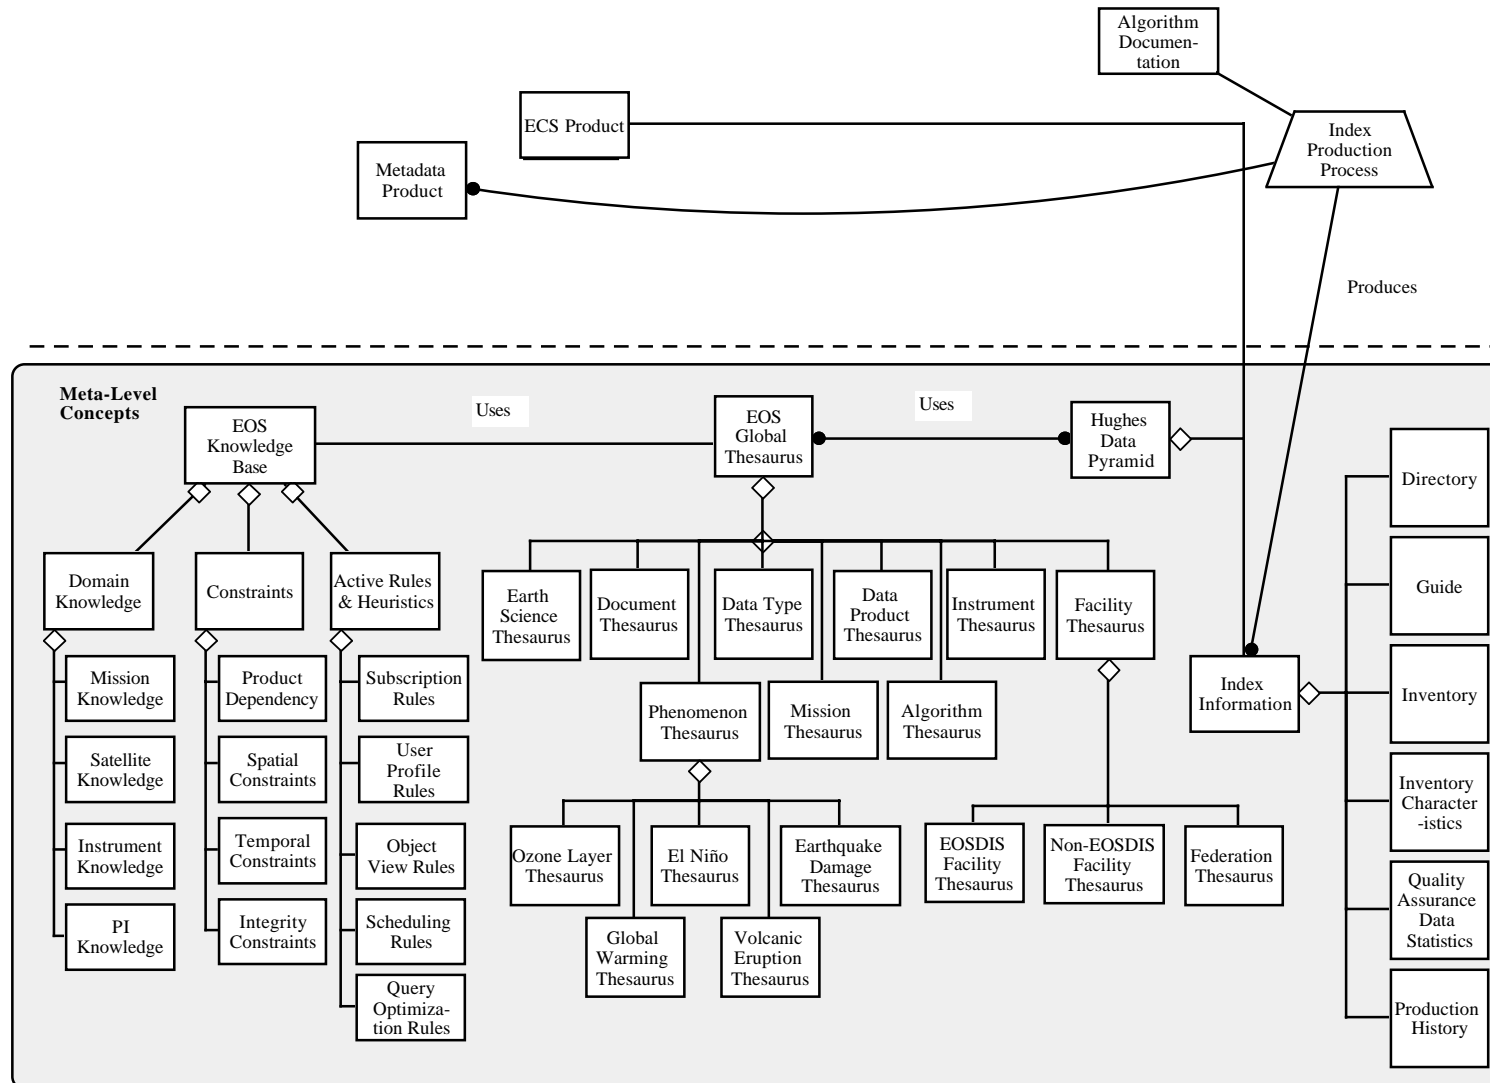 Algorithm
Documen-
tation
ECS Product
Index
Production
Process
Metadata
Product
Produces
Meta-Level
Concepts
EOS
Knowledge
Base
Uses
EOS
Global
Thesaurus
Uses
Hughes
Data
Pyramid
Directory
Domain
Knowledge
Constraints
Active Rules
& Heuristics
Earth
Science
Thesaurus
Document
Thesaurus
Data Type
Thesaurus
Data
Product
Thesaurus
Instrument
Thesaurus
Facility
Thesaurus
Guide
Mission
Knowledge
Product
Dependency
Subscription
Rules
Phenomenon
Thesaurus
Mission
Thesaurus
Algorithm
Thesaurus
Index
Information
Inventory
Satellite
Knowledge
Spatial
Constraints
User
Profile
Rules
Inventory
Character
-istics
Instrument
Knowledge
Temporal
Constraints
Object
View Rules
Ozone Layer
Thesaurus
El Niño
Thesaurus
Earthquake
Damage
Thesaurus
EOSDIS
Facility
Thesaurus
Non-EOSDIS
Facility
Thesaurus
Federation
Thesaurus
Quality
Assurance
Data
Statistics
PI
Knowledge
Integrity
Constraints
Scheduling
Rules
Global
Warming
Thesaurus
Volcanic
Eruption
Thesaurus
Query
Optimiza-
tion Rules
Production
History